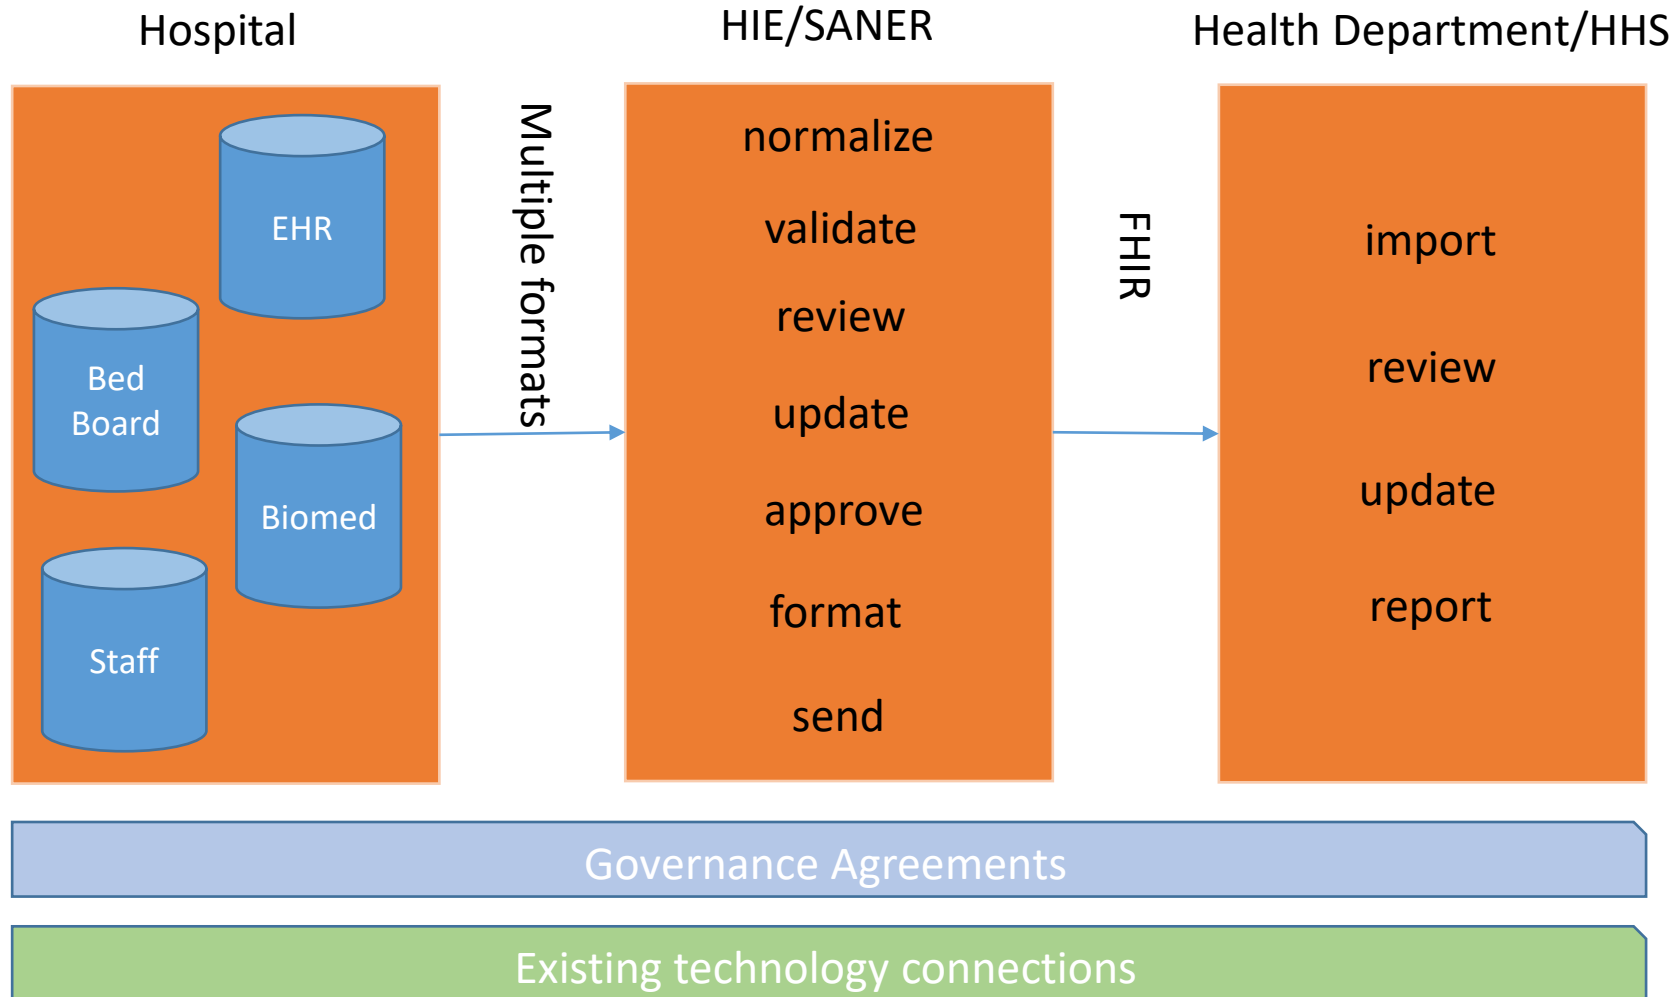 Hospital
HIE/SANER
Health Department/HHS
EHR
Bed
Board
Biomed
Staff
Multiple formats
normalize
validate
review
update
approve
format
send
FHIR
import
review
update
report
Governance Agreements
Existing technology connections